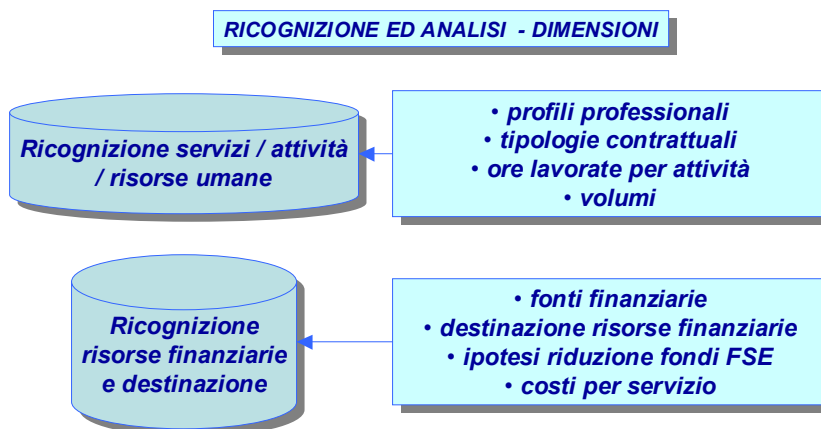 RICOGNIZIONE ED ANALISI - DIMENSIONI
Ricognizione servizi / attività
/ risorse umane
• profili professionali
• tipologie contrattuali
• ore lavorate per attività
• volumi
Ricognizione
risorse finanziarie
e destinazione
• fonti finanziarie
• destinazione risorse finanziarie
• ipotesi riduzione fondi FSE
• costi per servizio